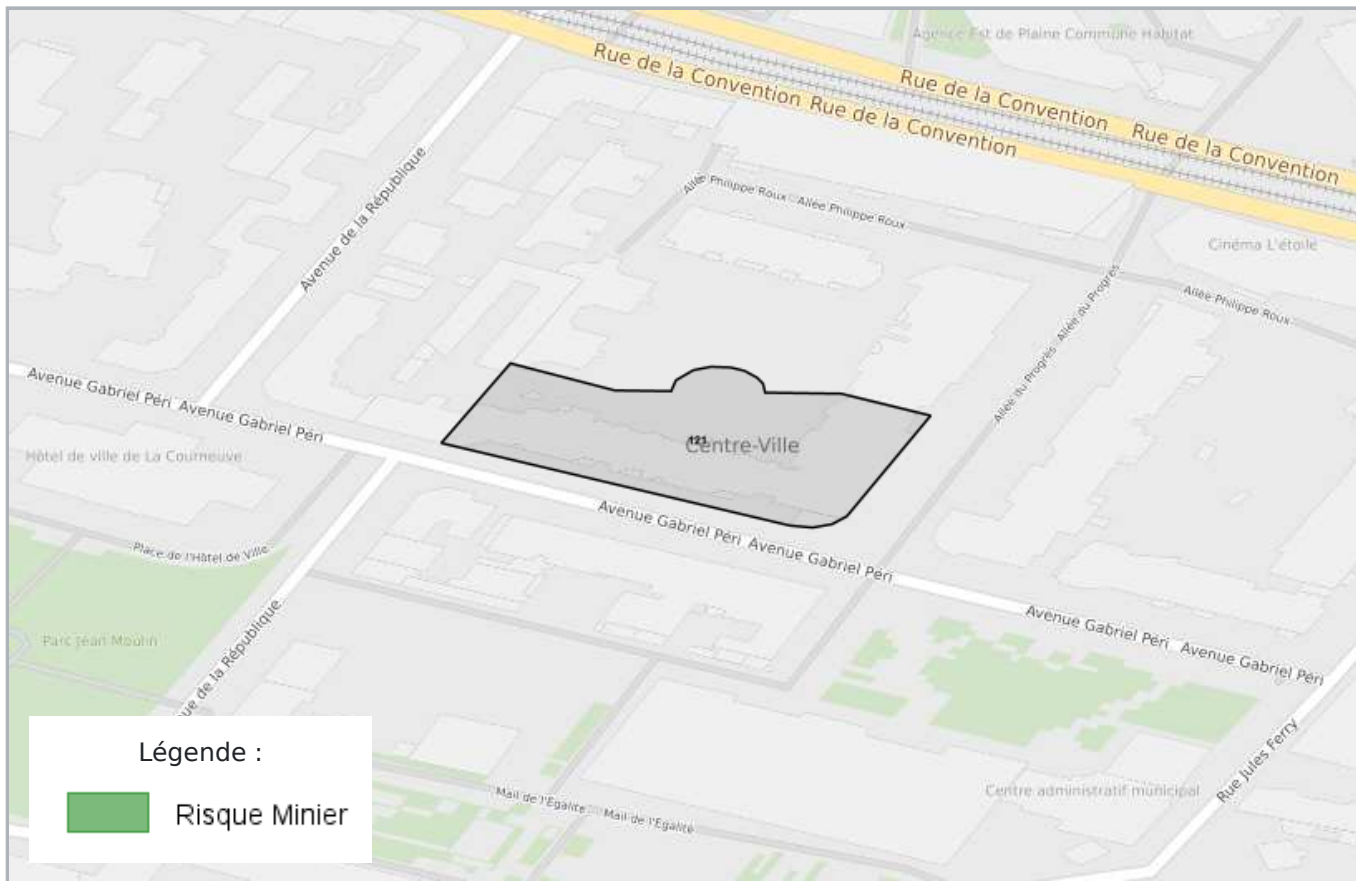 Agence Est de Plaine Commune Habitat
Rue de la Convention Rue de la Convention
Rue de la Convention Rue de la Convention
Avenue de la République
Allée Philippe Roux Allée Philippe Roux
Cinéma L'étoile
Allée Philippe Roux
Allée du Progrès Allée du Progrès
Avenue Gabriel Péri Avenue Gabriel Péri
121
Centre-Ville
Hôtel de ville de La Courneuve
Avenue Gabriel Péri Avenue Gabriel Péri
Place de l'Hôtel de Ville
Avenue Gabriel Péri Avenue Gabriel Péri
Parc Jean Moulin
ue de la République
Rue Jules Ferry
Centre administratif municipal
Mail de l'Égalité Mail de l'Égalité
Légende :
Risque Minier